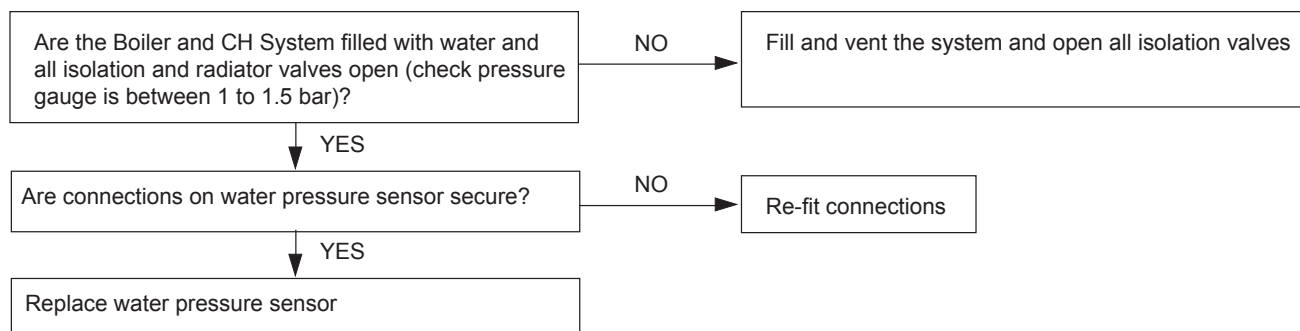 Are the Boiler and CH System filled with water and
all isolation and radiator valves open (check pressure
gauge is between 1 to 1.5 bar)?
NO
Fill and vent the system and open all isolation valves
YES
Are connections on water pressure sensor secure?
NO
Re-fit connections
YES
Replace water pressure sensor